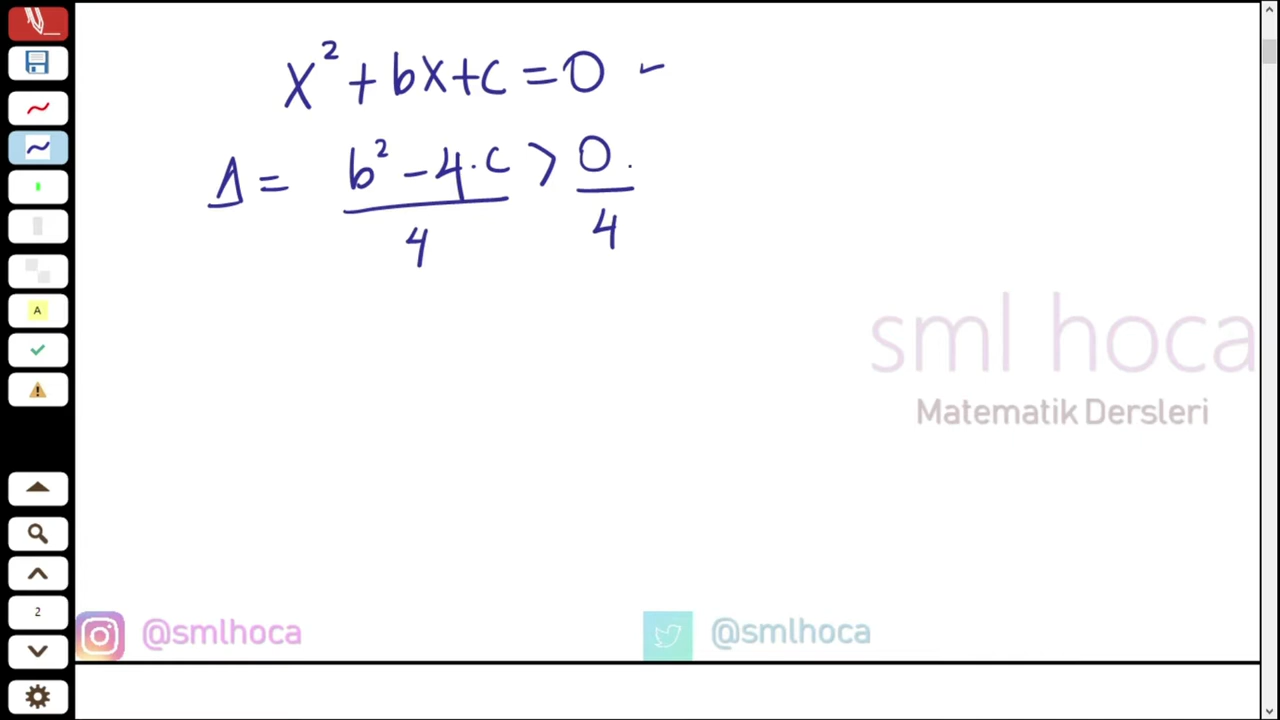 x² + bx + c = 0
Δ = (b² - 4·c)/4 > 0/4
sml hoca
Matematik Dersleri
A
2
@smlhoca @smlhoca